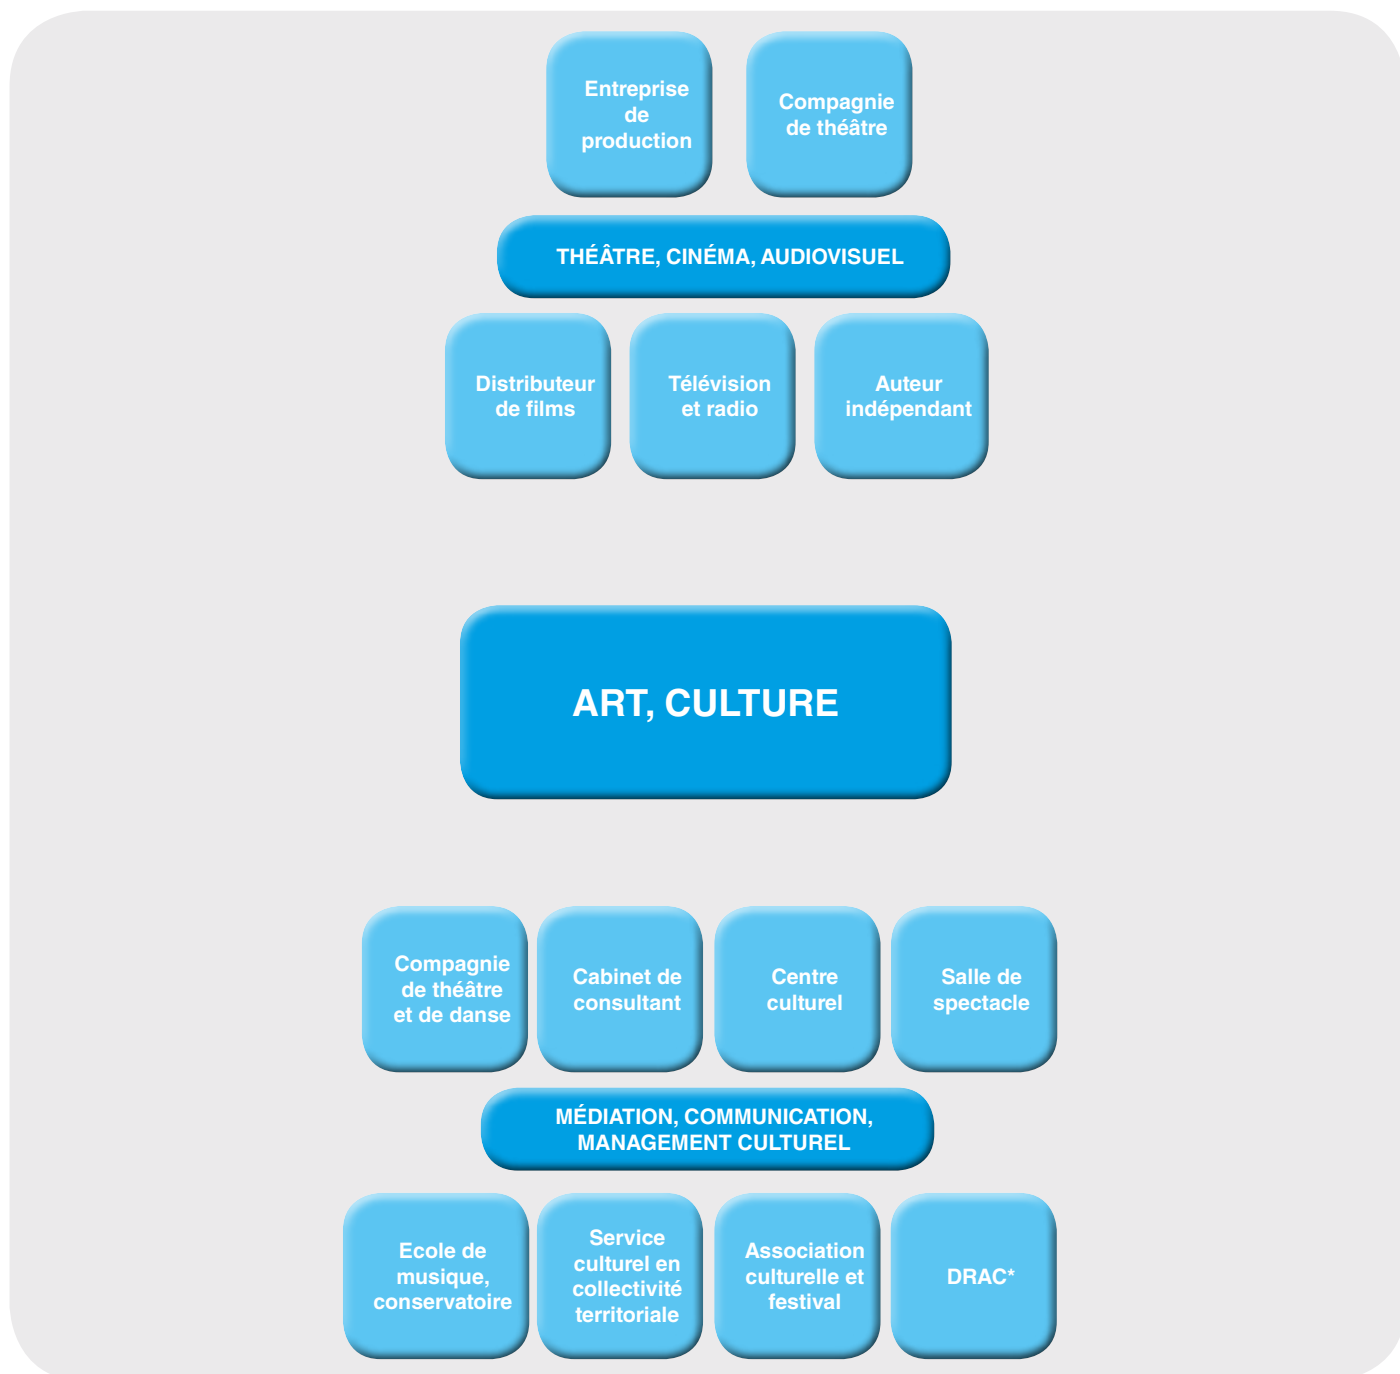 Entreprise
de
production
Compagnie
de théâtre
THÉÂTRE, CINÉMA, AUDIOVISUEL
Distributeur
de films
Télévision
et radio
Auteur
indépendant
ART, CULTURE
Compagnie
de théâtre
et de danse
Cabinet de
consultant
Centre
culturel
Salle de
spectacle
MÉDIATION, COMMUNICATION,
MANAGEMENT CULTUREL
Ecole de
musique,
conservatoire
Service
culturel en
collectivité
territoriale
Association
culturelle et
festival
DRAC*